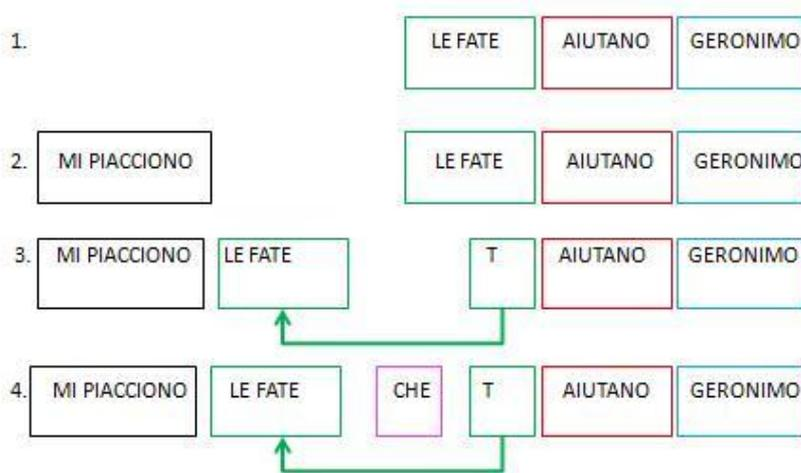 1. LE FATE AIUTANO GERONIMO
2. MI PIACCIONO LE FATE AIUTANO GERONIMO
3. MI PIACCIONO LE FATE T AIUTANO GERONIMO
4. MI PIACCIONO LE FATE CHE T AIUTANO GERONIMO